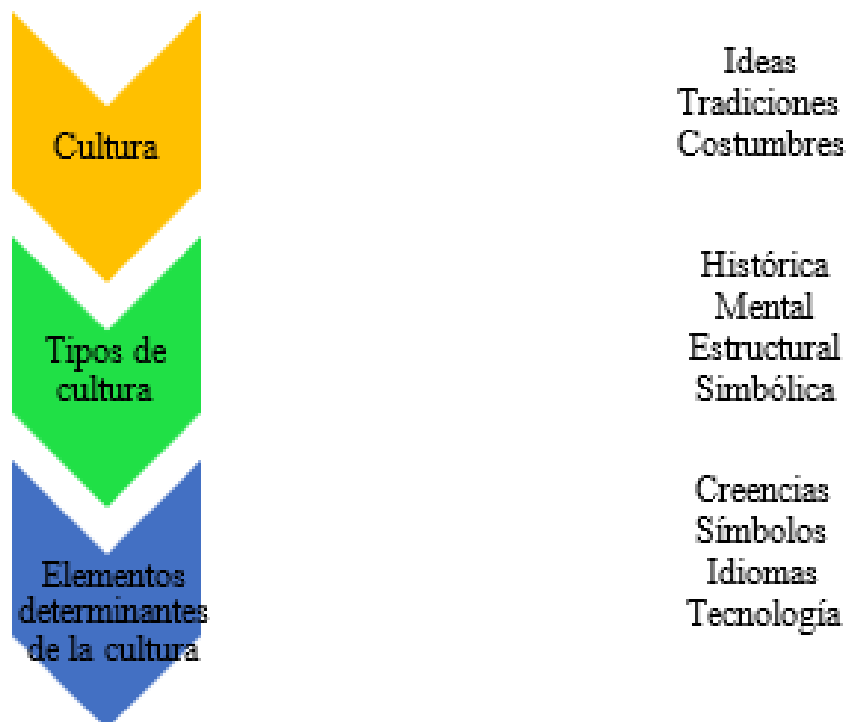 Cultura
Ideas
Tradiciones
Costumbres
Tipos de
cultura
Histórica
Mental
Estructural
Simbólica
Elementos
determinantes
de la cultura
Creencias
Símbolos
Idiomas
Tecnología